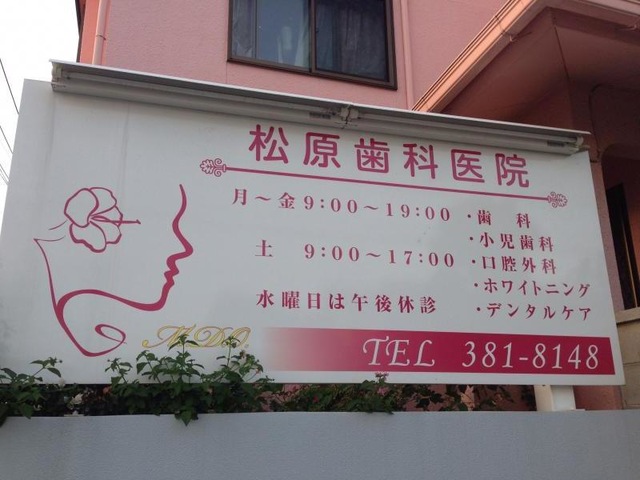 松原歯科医院
月～金 9:00～19:00
土 9:00～17:00
水曜日は午後休診
・歯 科
・小児歯科
・口腔外科
・ホワイトニング
・デンタルケア
M.D.O.
TEL 381-8148